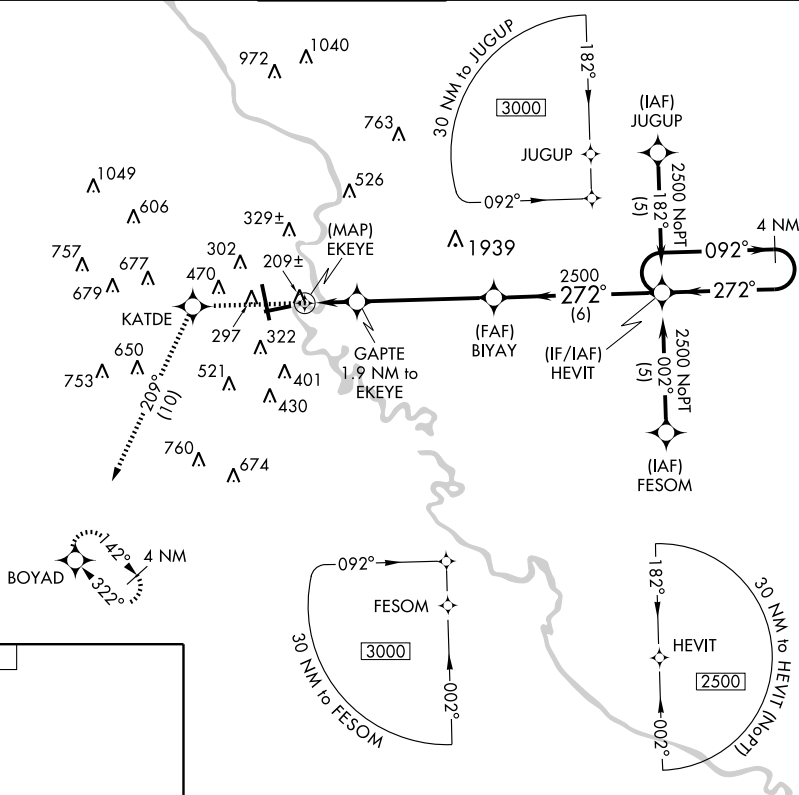 1040
972
763
182°
30 NM to JUGUP
3000
JUGUP
092°
(IAF)
JUGUP
2500 NoPT
182°
(5)
4 NM
092°
272°
1049
606
526
329±
(MAP)
EKEYE
1939
757
677
302
209±
679
470
KATDE
297
322
2500
272°
(6)
(FAF)
BIYAY
(IF/IAF)
HEVIT
GAPTE
1.9 NM to
EKEYE
650
753
521
401
430
209°
(10)
2500 NoPT
002°
(5)
(IAF)
FESOM
760
674
BOYAD
142°
322°
4 NM
092°
FESOM
3000
30 NM to FESOM
002°
182°
HEVIT
2500
30 NM to HEVIT (NoPT)
002°